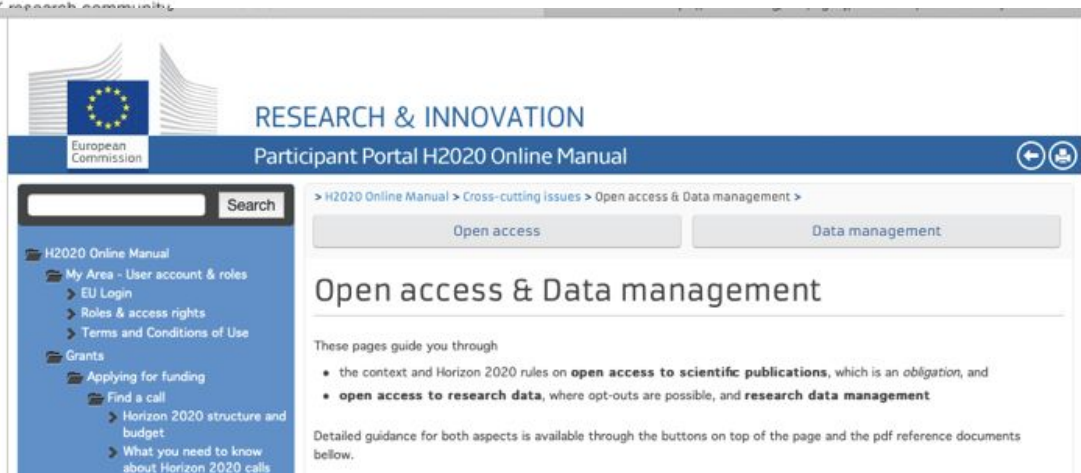 research community.
RESEARCH & INNOVATION
European
Commission
Participant Portal H2020 Online Manual
Search
> H2020 Online Manual > Cross-cutting issues > Open access & Data management >
Open access
Data management
H2020 Online Manual
My Area - User account & roles
EU Login
Roles & access rights
Terms and Conditions of Use
Grants
Applying for funding
Find a call
Horizon 2020 structure and
budget
What you need to know
about Horizon 2020 calls
Open access & Data management
These pages guide you through
• the context and Horizon 2020 rules on open access to scientific publications, which is an obligation, and
• open access to research data, where opt-outs are possible, and research data management
Detailed guidance for both aspects is available through the buttons on top of the page and the pdf reference documents
bellow.